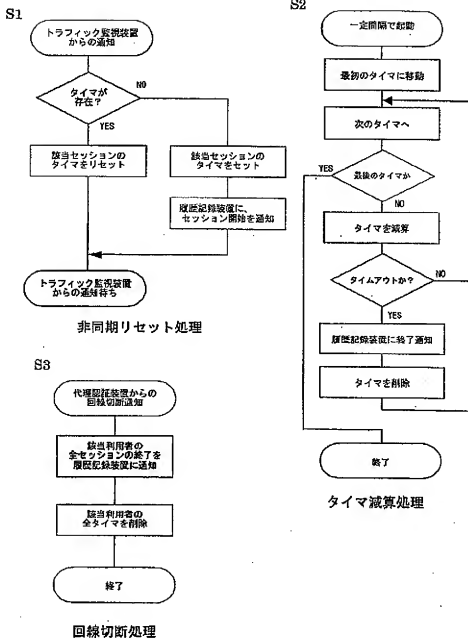 S1
トラフィック監視装置
からの通知
タイマが
存在？
NO
YES
該当セッションの
タイマをリセット
該当セッションの
タイマをセット
履歴記録装置に、
セッション開始を通知
トラフィック監視装置
からの通知待ち
非同期リセット処理
S2
一定間隔で起動
最初のタイマに移動
次のタイマへ
YES
最後のタイマか
NO
タイマを減算
タイムアウトか？
NO
YES
履歴記録装置に終了通知
タイマを削除
終了
タイマ減算処理
S3
代理認証装置からの
回線切断通知
該当利用者の
全セッションの終了を
履歴記録装置に通知
該当利用者の
全タイマを削除
終了
回線切断処理